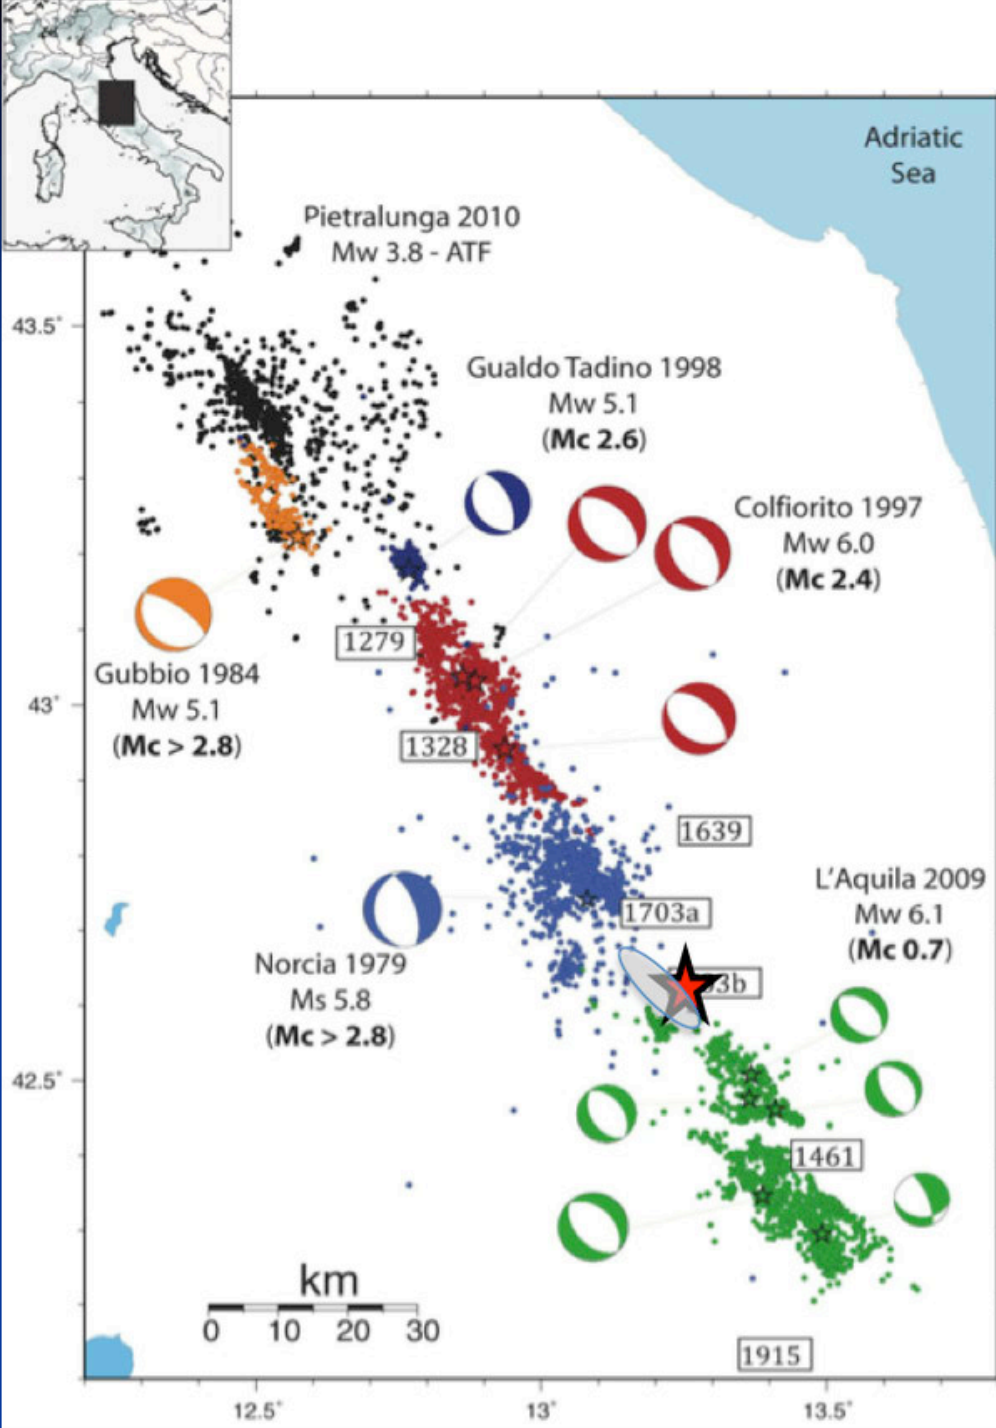 Adriatic
Sea
Pietralunga 2010
Mw 3.8 - ATF
43.5°
Gualdo Tadino 1998
Mw 5.1
(Mc 2.6)
Colfiorito 1997
Mw 6.0
(Mc 2.4)
1279
?
Gubbio 1984
Mw 5.1
(Mc > 2.8)
43°
1328
1639
L'Aquila 2009
Mw 6.1
(Mc 0.7)
1703a
Norcia 1979
Ms 5.8
(Mc > 2.8)
3b
42.5°
1461
km
0 10 20 30
1915
12.5° 13° 13.5°